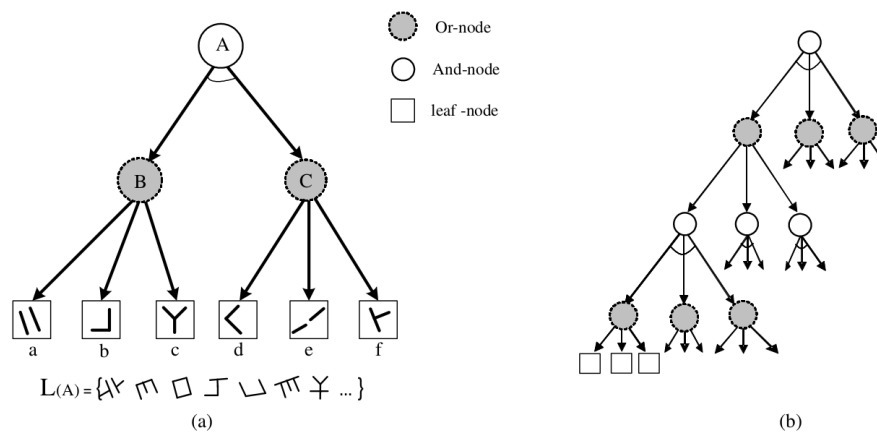 A
Or-node
And-node
leaf -node
B
C
a b c d e f
L(A) = { ... }
(a)
(b)